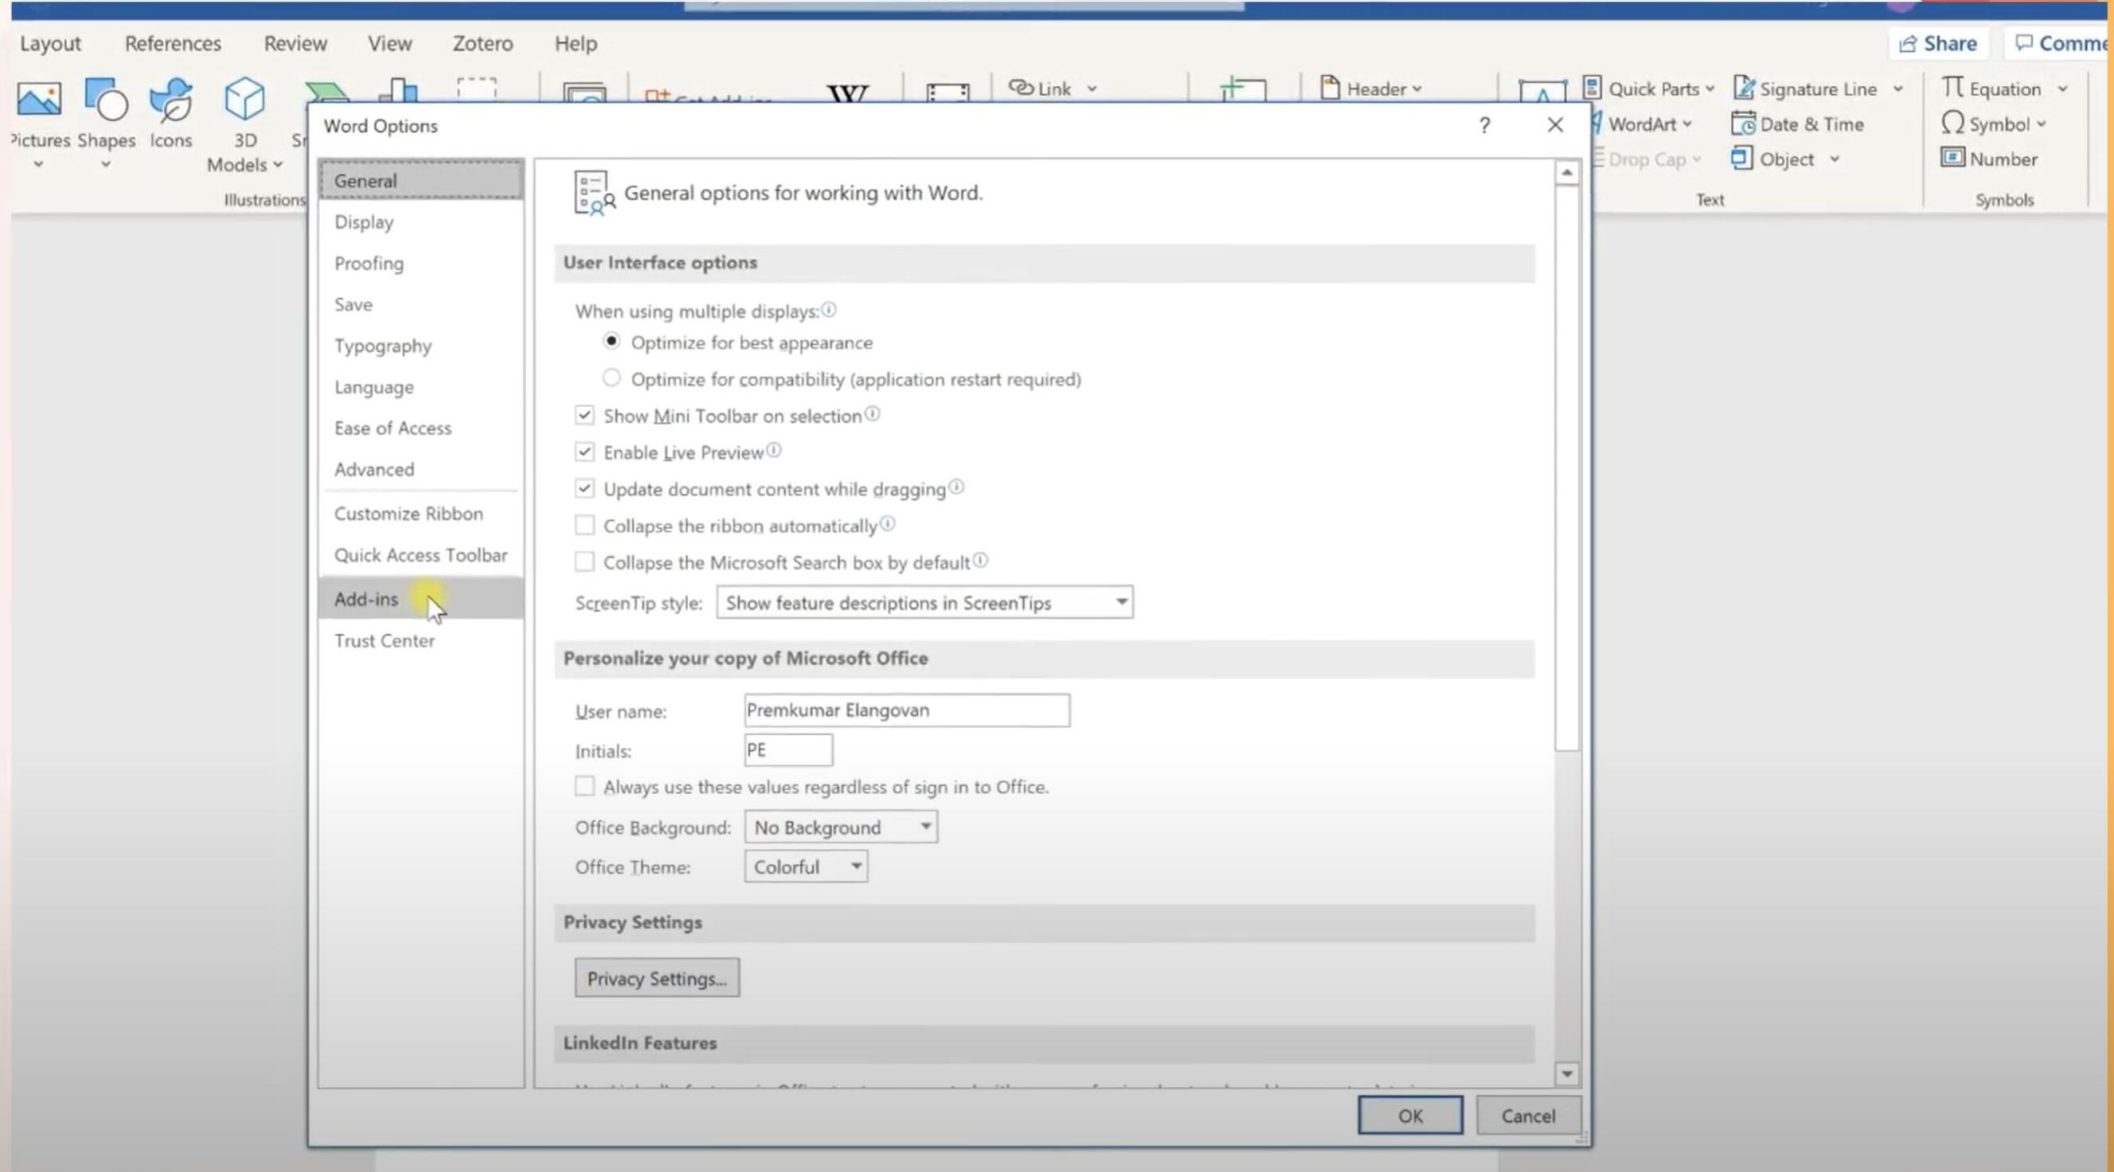 Layout References Review View Zotero Help Share
Link Header Quick Parts Signature Line Equation
WordArt Date & Time Symbol
Pictures Shapes Icons 3D Models Drop Cap Object Number
Illustrations Text Symbols
Word Options
General
Display
Proofing
Save
Typography
Language
Ease of Access
Advanced
Customize Ribbon
Quick Access Toolbar
Add-ins
Trust Center
General options for working with Word.
User Interface options
When using multiple displays:
Optimize for best appearance
Optimize for compatibility (application restart required)
Show Mini Toolbar on selection
Enable Live Preview
Update document content while dragging
Collapse the ribbon automatically
Collapse the Microsoft Search box by default
ScreenTip style: Show feature descriptions in ScreenTips
Personalize your copy of Microsoft Office
User name: Premkumar Elangovan
Initials: PE
Always use these values regardless of sign in to Office.
Office Background: No Background
Office Theme: Colorful
Privacy Settings
Privacy Settings...
LinkedIn Features
OK Cancel